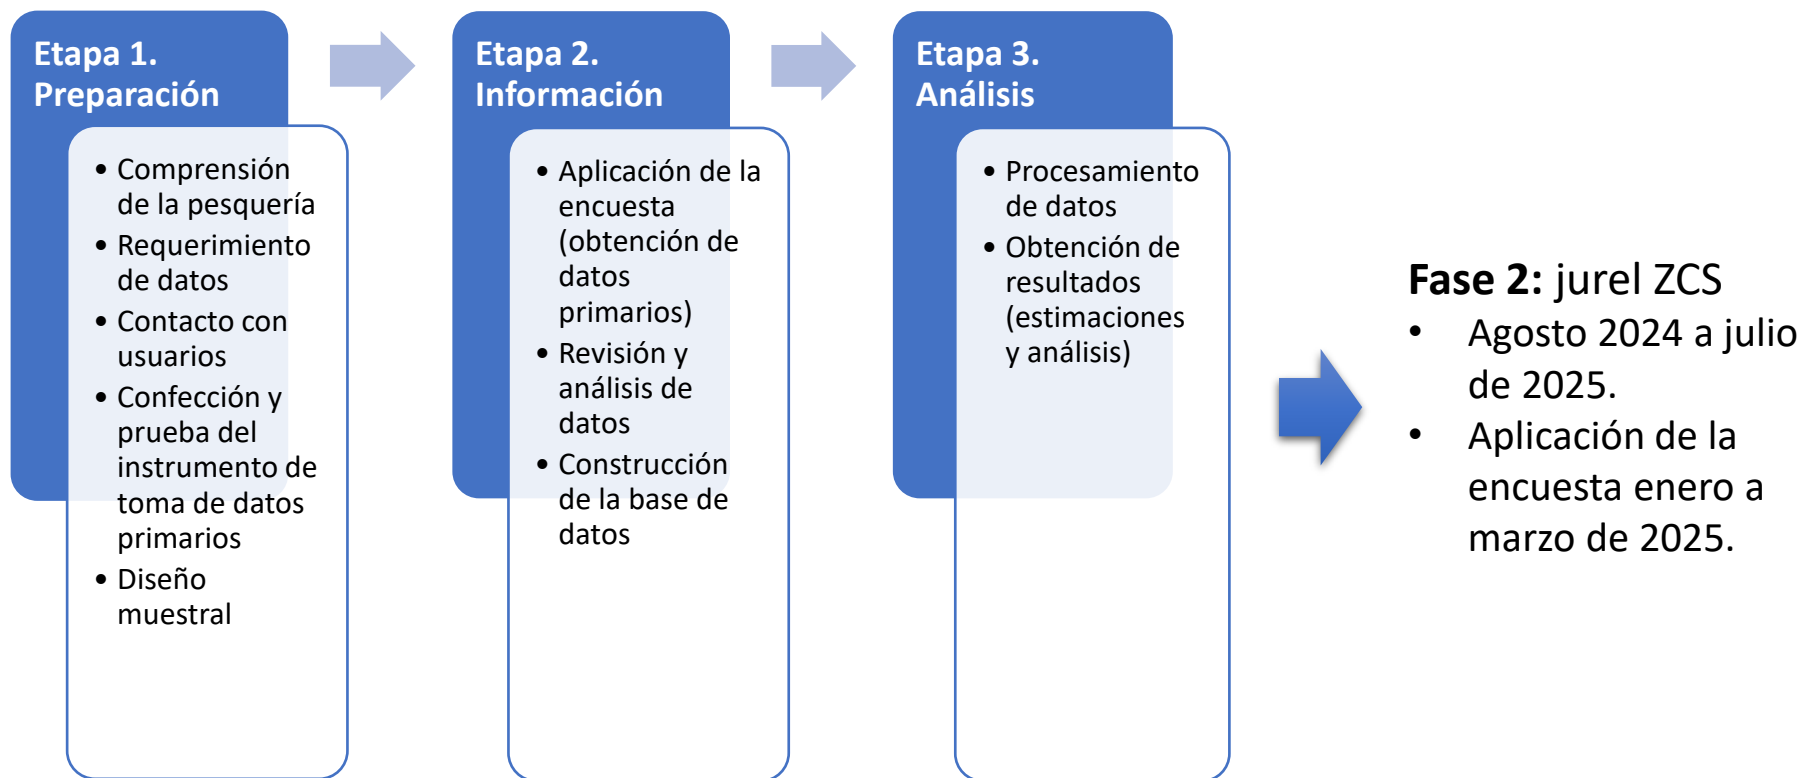 Etapa 1.
Preparación
• Comprensión
de la pesquería
• Requerimiento
de datos
• Contacto con
usuarios
• Confección y
prueba del
instrumento de
toma de datos
primarios
• Diseño
muestral
Etapa 2.
Información
• Aplicación de la
encuesta
(obtención de
datos
primarios)
• Revisión y
análisis de
datos
• Construcción
de la base de
datos
Etapa 3.
Análisis
• Procesamiento
de datos
• Obtención de
resultados
(estimaciones
y análisis)
Fase 2: jurel ZCS
• Agosto 2024 a julio
de 2025.
• Aplicación de la
encuesta enero a
marzo de 2025.